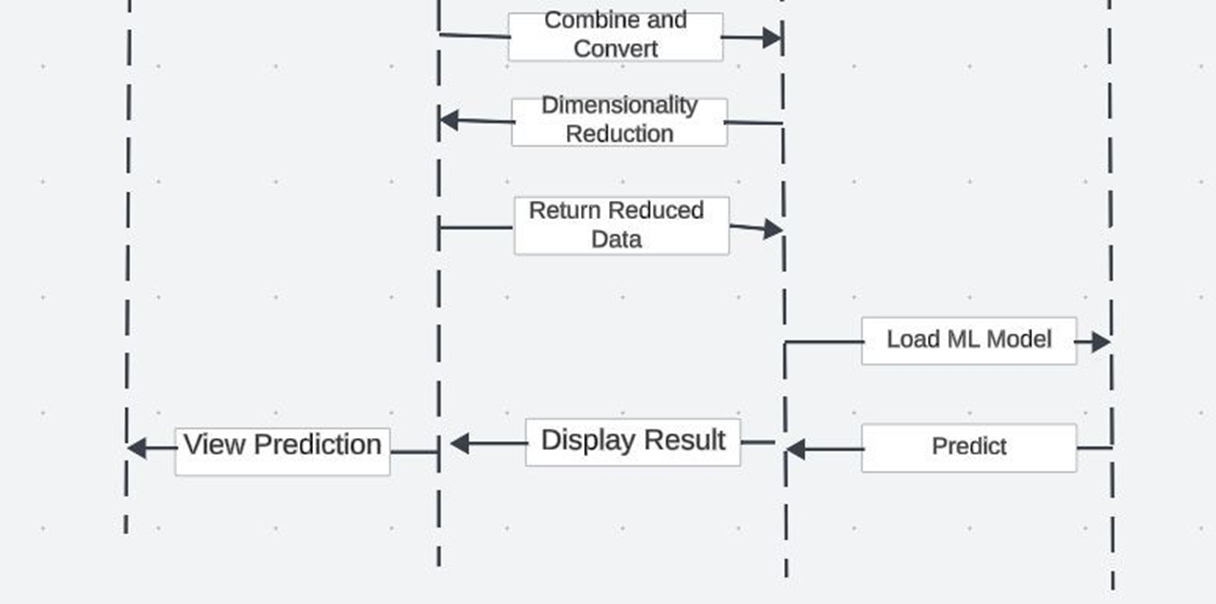 Combine and
Convert
Dimensionality
Reduction
Return Reduced
Data
Load ML Model
View Prediction
Display Result
Predict